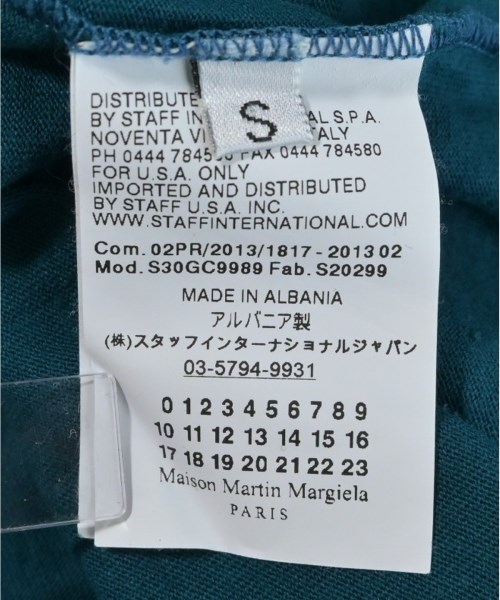 S
DISTRIBUTE
BY STAFF IN AL S.P.A.
NOVENTA VI ITALY
PH 0444 784500 FAX 0444 784580
FOR U.S.A. ONLY
IMPORTED AND DISTRIBUTED
BY STAFF U.S.A. INC.
WWW.STAFFINTERNATIONAL.COM
Com. 02PR/2013/1817 - 2013 02
Mod. S30GC9989 Fab. S20299
MADE IN ALBANIA
アルバニア製
(株)スタッフインターナショナルジャパン
03-5794-9931
0 1 2 3 4 5 6 7 8 9
10 11 12 13 14 15 16
17 18 19 20 21 22 23
Maison Martin Margiela
PARIS